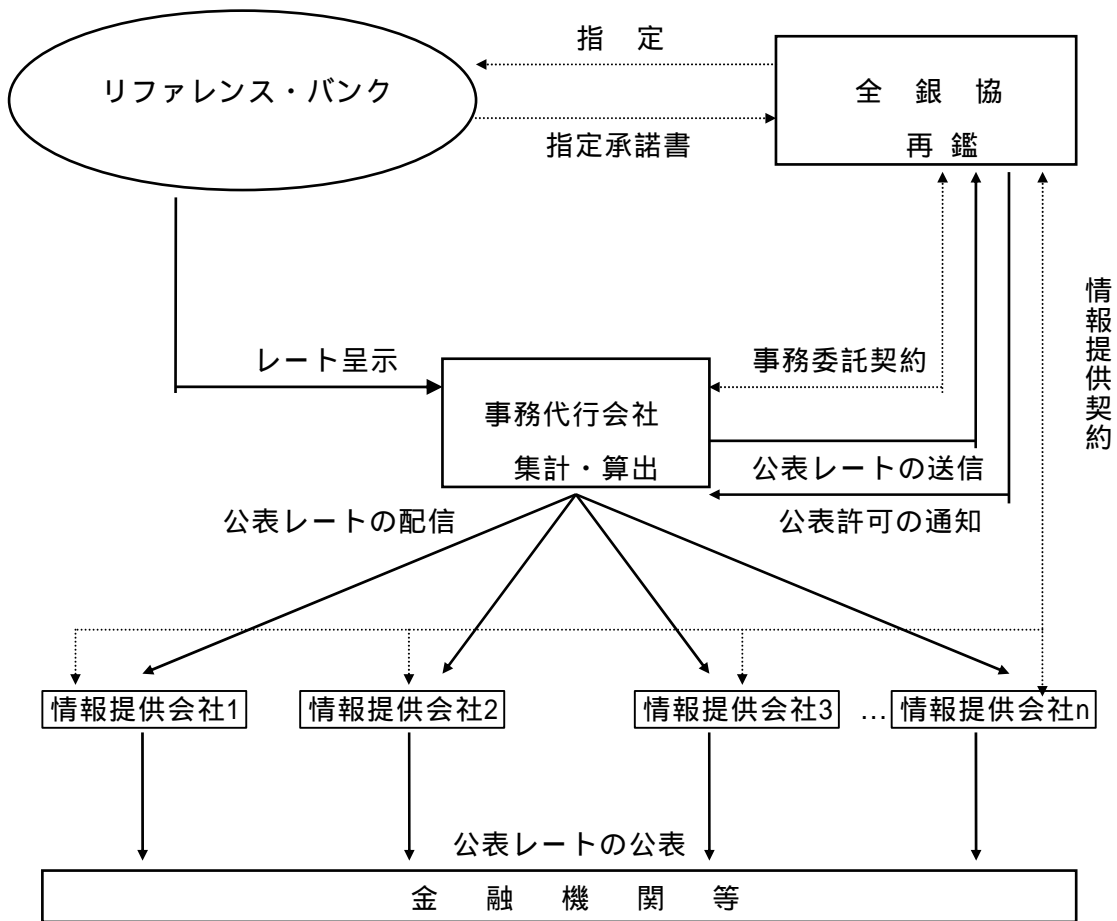 指　定
リファレンス・バンク
全　銀　協
再 鑑
指定承諾書
情報提供契約
レート呈示
事務委託契約
事務代行会社
集計・算出
公表レートの送信
公表レートの配信
公表許可の通知
情報提供会社1
情報提供会社2
情報提供会社3
…
情報提供会社n
公表レートの公表
金　融　機　関　等